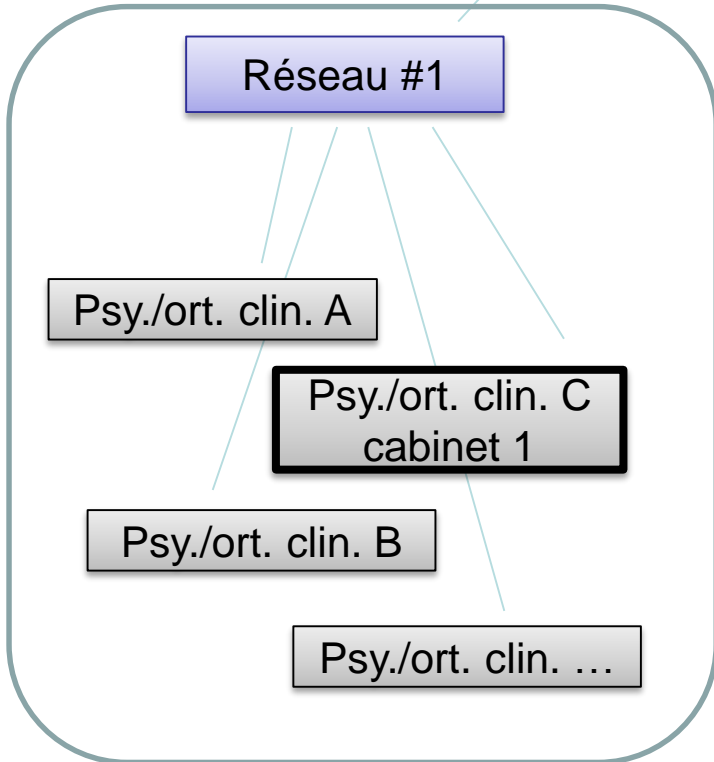 Réseau #1
Psy./ort. clin. A
Psy./ort. clin. C
cabinet 1
Psy./ort. clin. B
Psy./ort. clin. …